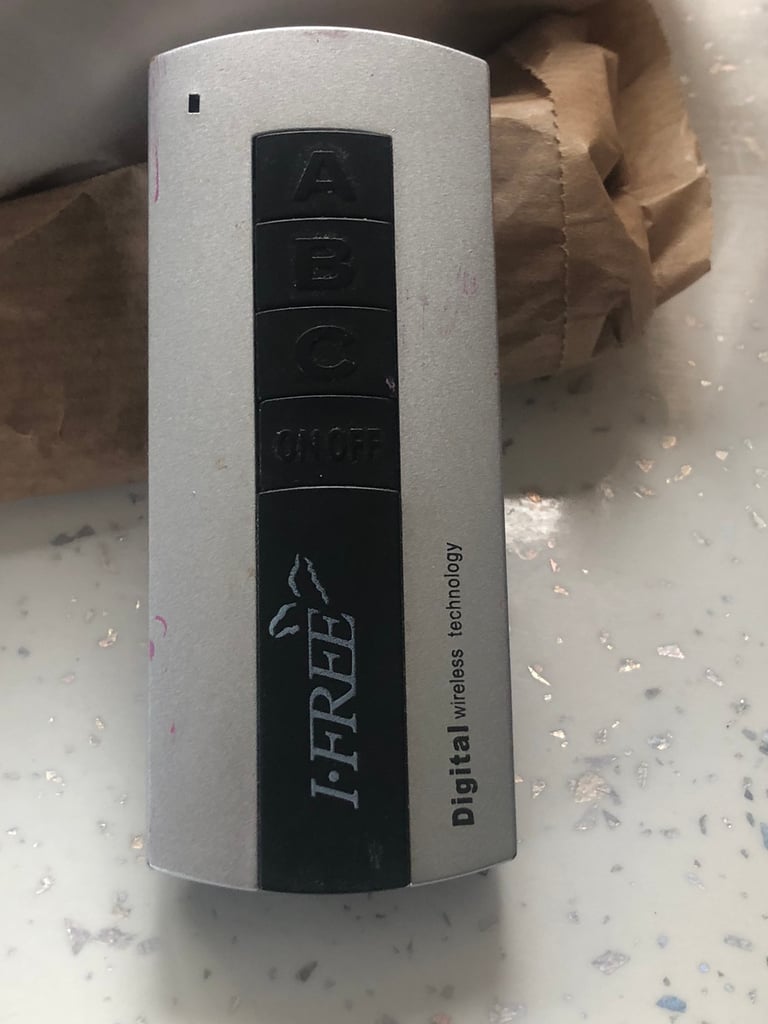 A
B
C
ON OFF
I·FREE
Digital wireless technology